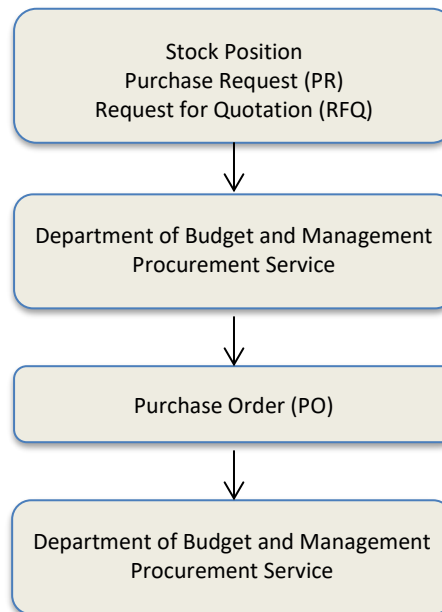 Stock Position
Purchase Request (PR)
Request for Quotation (RFQ)
Department of Budget and Management
Procurement Service
Purchase Order (PO)
Department of Budget and Management
Procurement Service